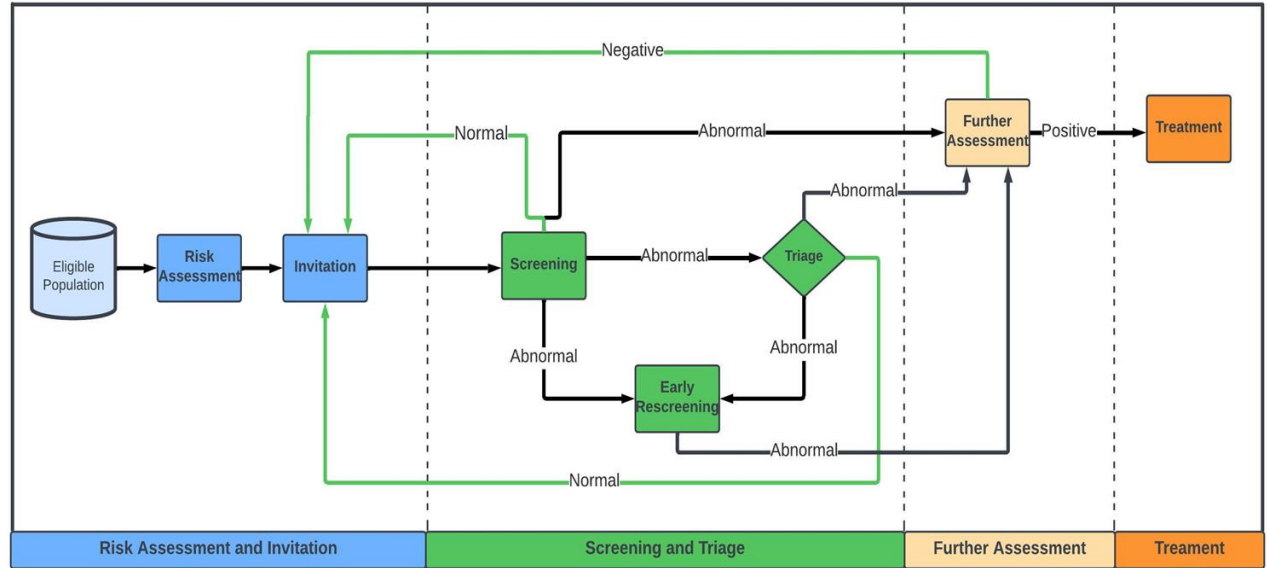 Negative
Normal
Abnormal
Further
Assessment
Positive
Treatment
Abnormal
Eligible
Population
Risk
Assessment
Invitation
Screening
Abnormal
Triage
Abnormal
Abnormal
Early
Rescreening
Abnormal
Normal
Risk Assessment and Invitation
Screening and Triage
Further Assessment
Treament